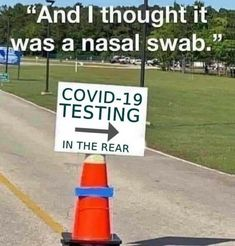 “And I thought it
was a nasal swab.”
COVID-19
TESTING
IN THE REAR